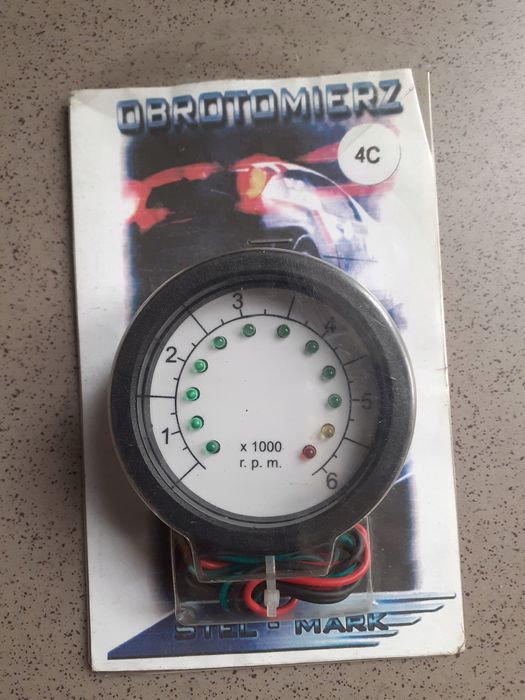 OBROTOMIERZ
4C
3
4
2
5
1
x 1000
r. p. m.
6
STEL - MARK